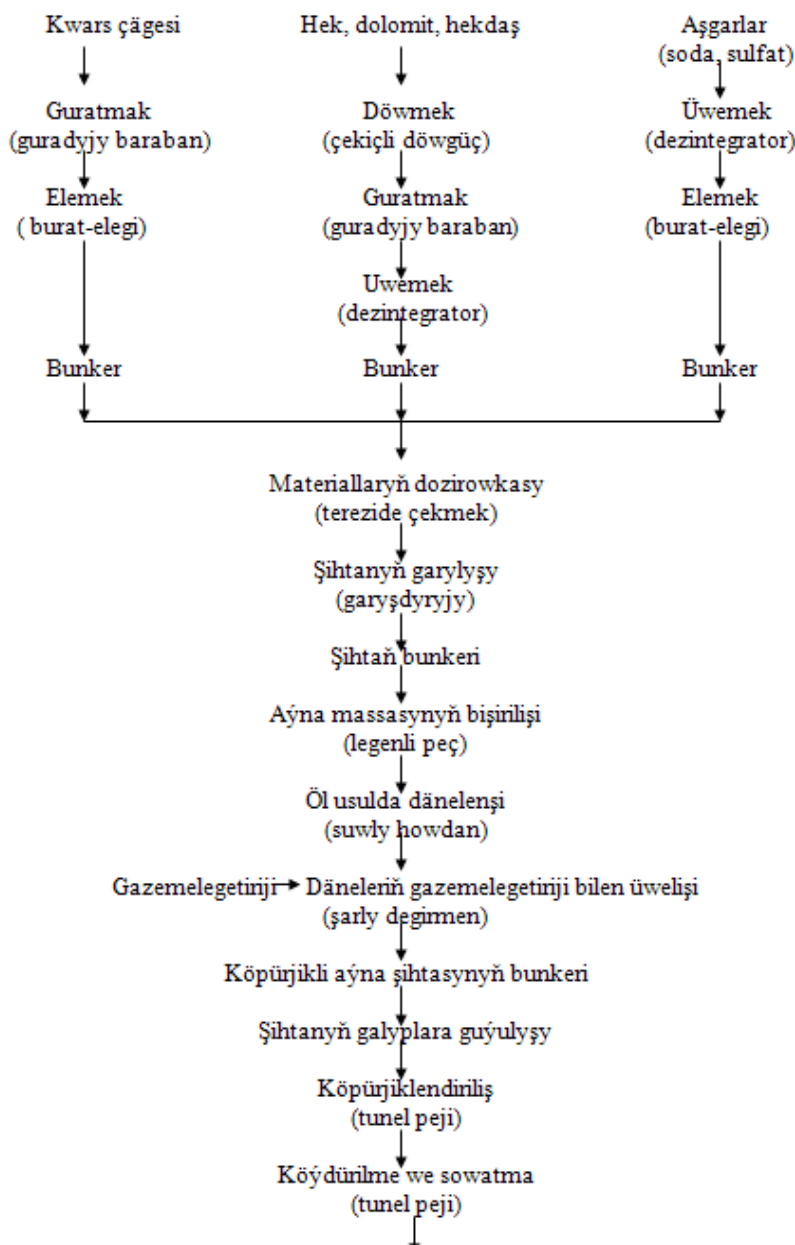 Kwars çägesi
Hek, dolomit, hekdaş
Aşgarlar
(soda, sulfat)
Guratmak
(guradyjy baraban)
Döwmek
(çekiçli döwgüç)
Üwemek
(dezintegrator)
Elemek
( burat-elegi)
Guratmak
(guradyjy baraban)
Elemek
(burat-elegi)
Uwemek
(dezintegrator)
Bunker
Bunker
Bunker
Materiallaryň dozirowkasy
(terezide çekmek)
Şihtanyň garylyşy
(garyşdyryjy)
Şihtaň bunkeri
Aýna massasynyň bişirilişi
(legenli peç)
Öl usulda dänelenşi
(suwly howdan)
Gazemelegetiriji
Däneleriň gazemelegetiriji bilen üwelişi
(şarly degirmen)
Köpürjikli aýna şihtasynyň bunkeri
Şihtanyň galyplara guýulyşy
Köpürjiklendiriliş
(tunel peji)
Köýdürilme we sowatma
(tunel peji)